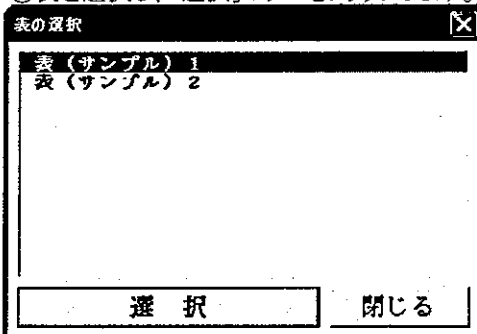 表の選択
表（サンプル） 1
表（サンプル） 2
選 択
閉じる